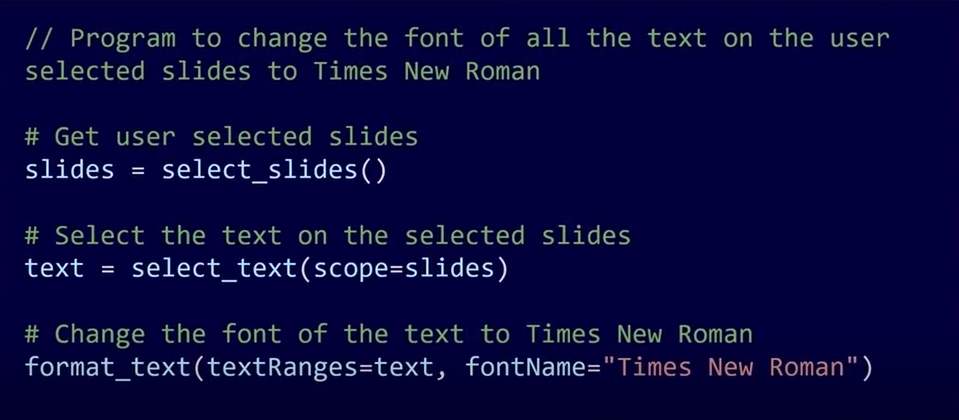 // Program to change the font of all the text on the user
selected slides to Times New Roman
# Get user selected slides
slides = select_slides()
# Select the text on the selected slides
text = select_text(scope=slides)
# Change the font of the text to Times New Roman
format_text(textRanges=text, fontName="Times New Roman")